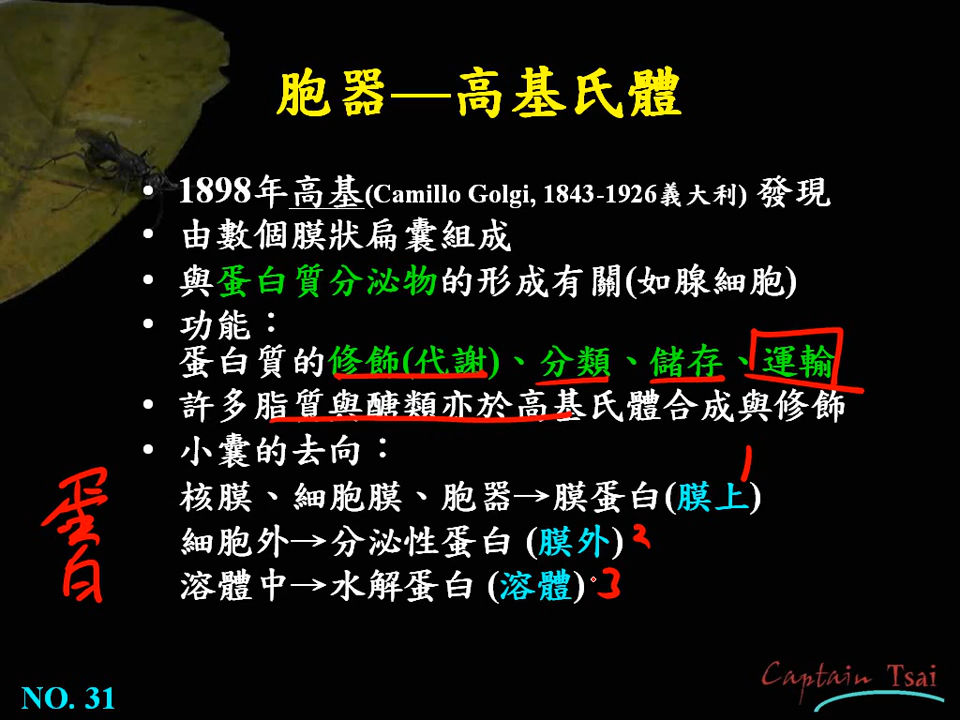 胞器—高基氏體
• 1898年高基(Camillo Golgi, 1843-1926義大利) 發現
• 由數個膜狀扁囊組成
• 與蛋白質分泌物的形成有關(如腺細胞)
• 功能：
蛋白質的修飾(代謝)、分類、儲存、運輸
• 許多脂質與醣類亦於高基氏體合成與修飾
• 小囊的去向：
核膜、細胞膜、胞器→膜蛋白(膜上) 1
細胞外→分泌性蛋白 (膜外) 2
溶體中→水解蛋白 (溶體) 3
蛋白
NO. 31
Captain Tsai